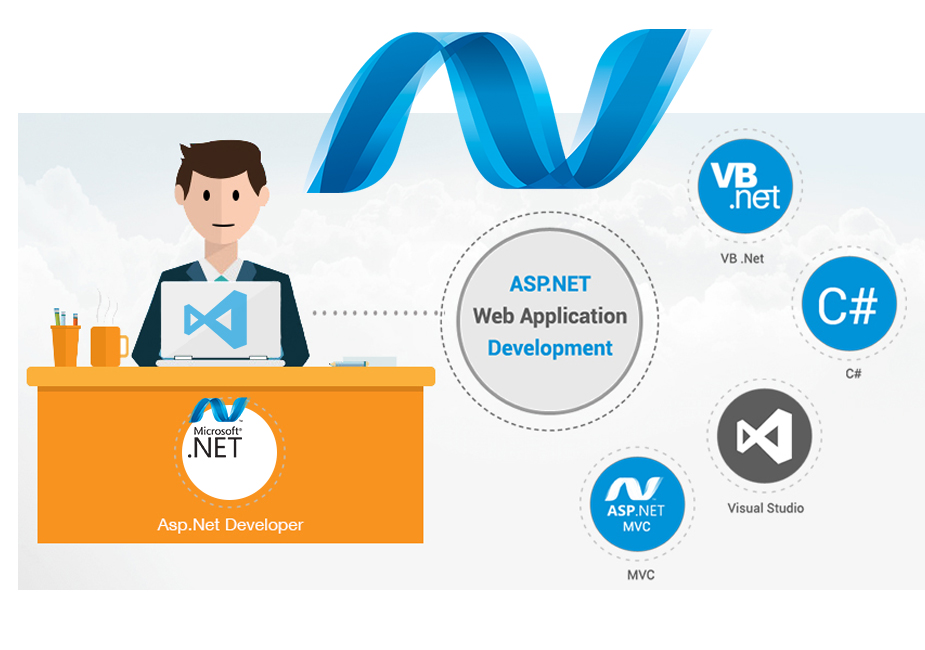 VB
.net
VB .Net
ASP.NET
Web Application
Development
C#
C#
Microsoft®
.NET
Asp.Net Developer
Visual Studio
ASP.NET
MVC
MVC